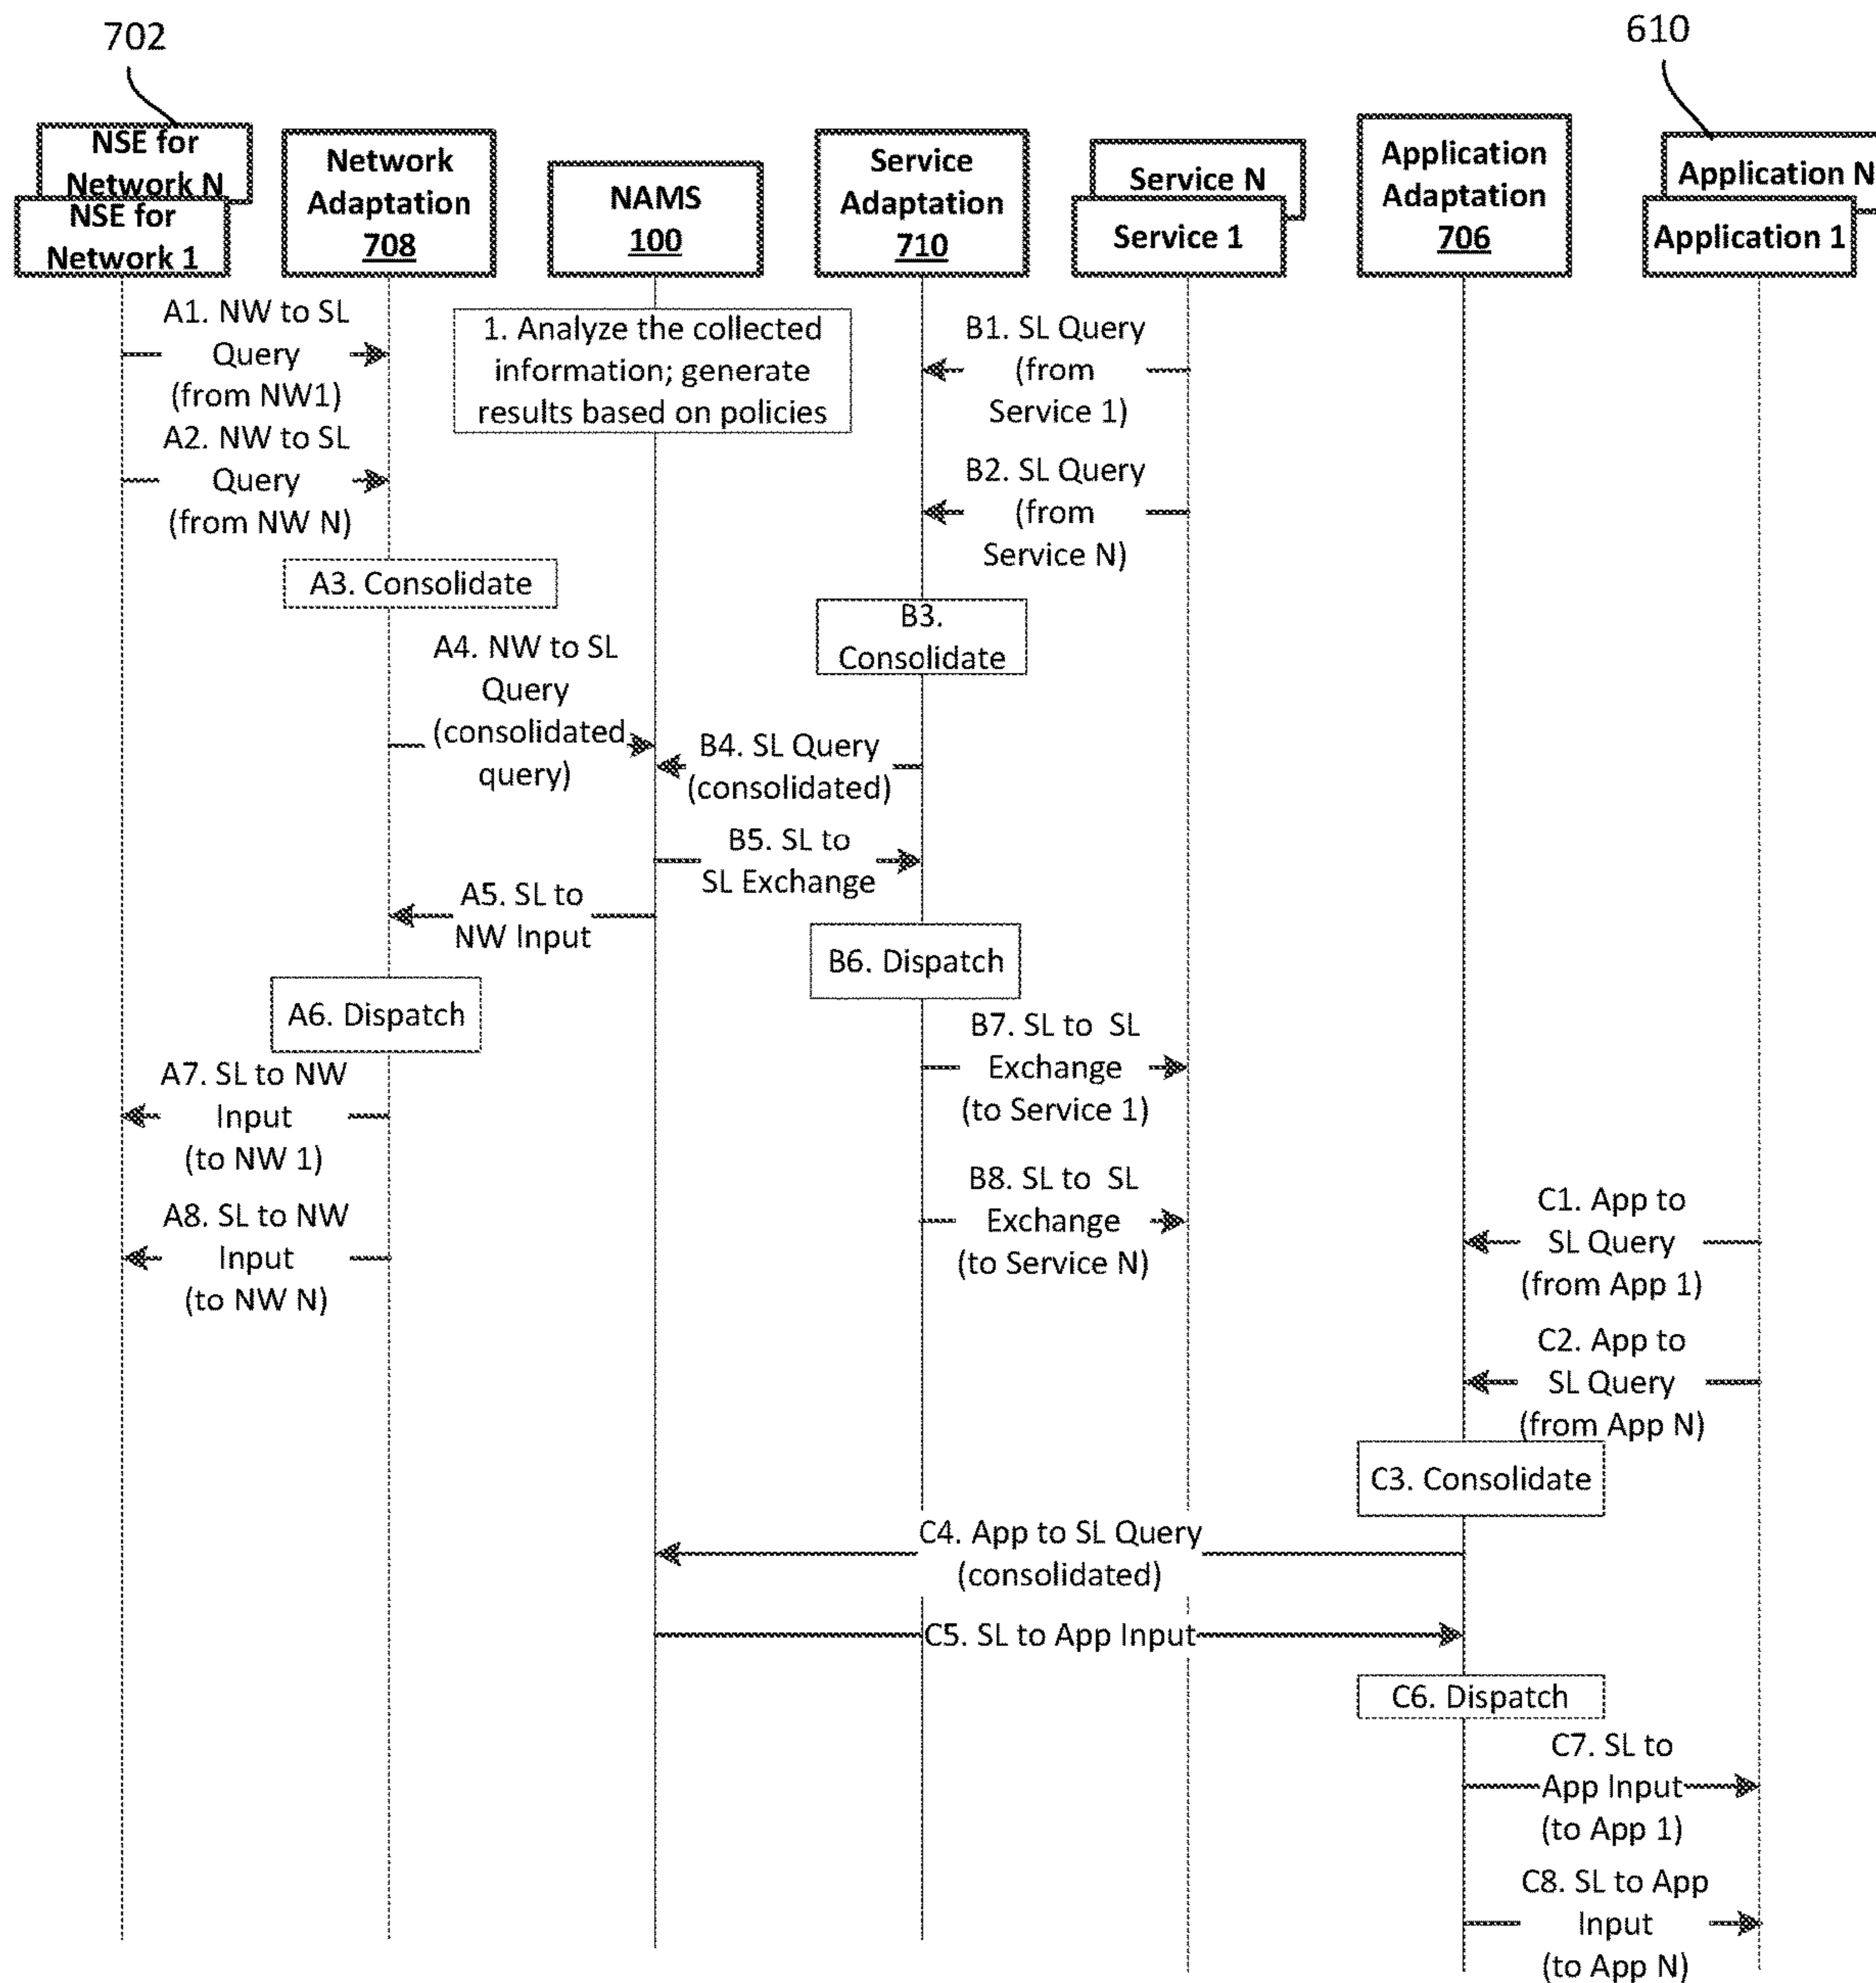 702
610
NSE for
Network N
NSE for
Network 1
Network
Adaptation
708
NAMS
100
Service
Adaptation
710
Service N
Service 1
Application
Adaptation
706
Application N
Application 1
A1. NW to SL
Query
(from NW1)
1. Analyze the collected
information; generate
results based on policies
B1. SL Query
(from
Service 1)
A2. NW to SL
Query
(from NW N)
B2. SL Query
(from
Service N)
A3. Consolidate
B3.
Consolidate
A4. NW to SL
Query
(consolidated
query)
B4. SL Query
(consolidated)
B5. SL to
SL Exchange
A5. SL to
NW Input
B6. Dispatch
A6. Dispatch
B7. SL to SL
Exchange
(to Service 1)
A7. SL to NW
Input
(to NW 1)
B8. SL to SL
Exchange
(to Service N)
A8. SL to NW
Input
(to NW N)
C1. App to
SL Query
(from App 1)
C2. App to
SL Query
(from App N)
C3. Consolidate
C4. App to SL Query
(consolidated)
C5. SL to App Input
C6. Dispatch
C7. SL to
App Input
(to App 1)
C8. SL to App
Input
(to App N)